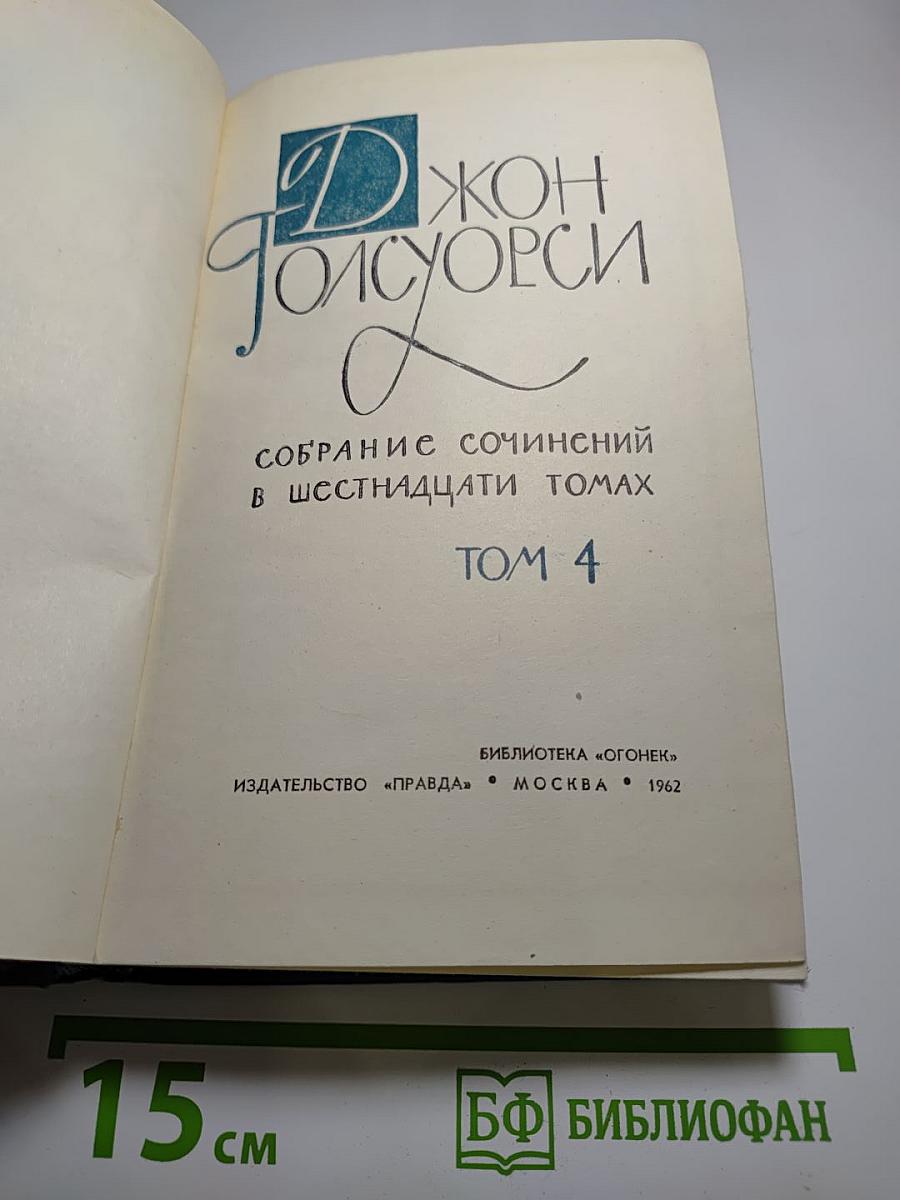 Джон
Голсуорси
СОБРАНИЕ СОЧИНЕНИЙ
В ШЕСТНАДЦАТИ ТОМАХ
ТОМ 4
БИБЛИОТЕКА «ОГОНЕК»
ИЗДАТЕЛЬСТВО «ПРАВДА» • МОСКВА • 1962
15 см
БФ БИБЛИОФАН